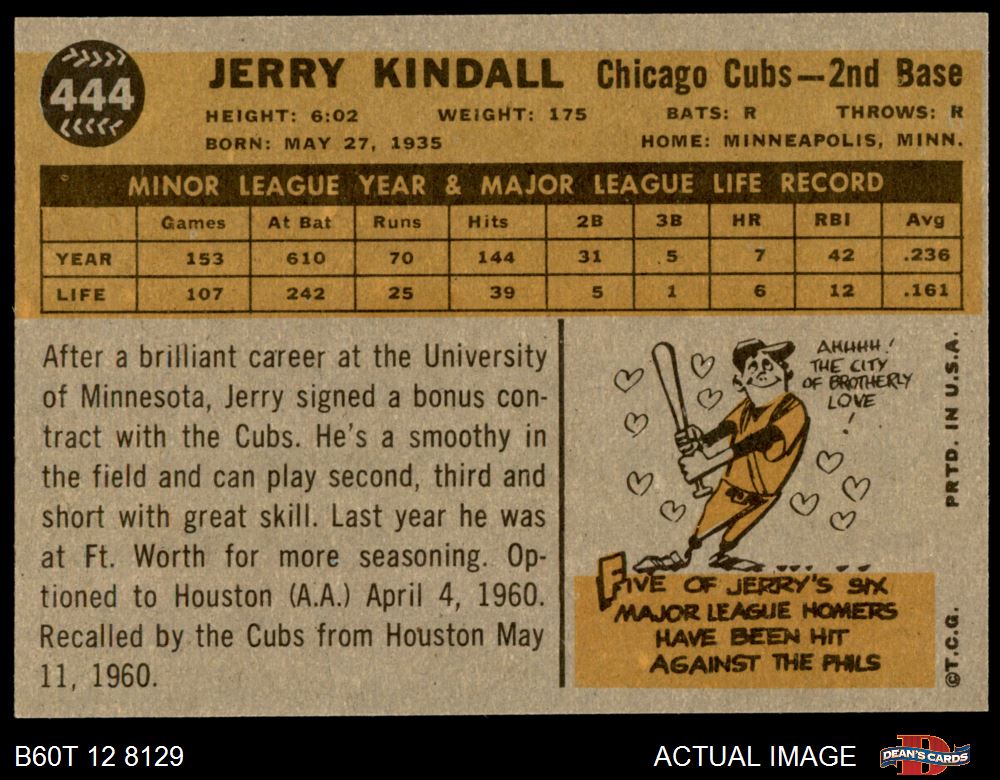 444
JERRY KINDALL Chicago Cubs—2nd Base
HEIGHT: 6:02 WEIGHT: 175 BATS: R THROWS: R
BORN: MAY 27, 1935 HOME: MINNEAPOLIS, MINN.
MINOR LEAGUE YEAR & MAJOR LEAGUE LIFE RECORD
Games At Bat Runs Hits 2B 3B HR RBI Avg
YEAR 153 610 70 144 31 5 7 42 .236
LIFE 107 242 25 39 5 1 6 12 .161
After a brilliant career at the University
of Minnesota, Jerry signed a bonus con-
tract with the Cubs. He's a smoothy in
the field and can play second, third and
short with great skill. Last year he was
at Ft. Worth for more seasoning. Op-
tioned to Houston (A.A.) April 4, 1960.
Recalled by the Cubs from Houston May
11, 1960.
AHHHH!
THE CITY
OF BROTHERLY
LOVE
!
FIVE OF JERRY'S SIX
MAJOR LEAGUE HOMERS
HAVE BEEN HIT
AGAINST THE PHILS
©T.C.G. PRTD. IN U.S.A.
B60T 12 8129 ACTUAL IMAGE DEAN'S CARDS